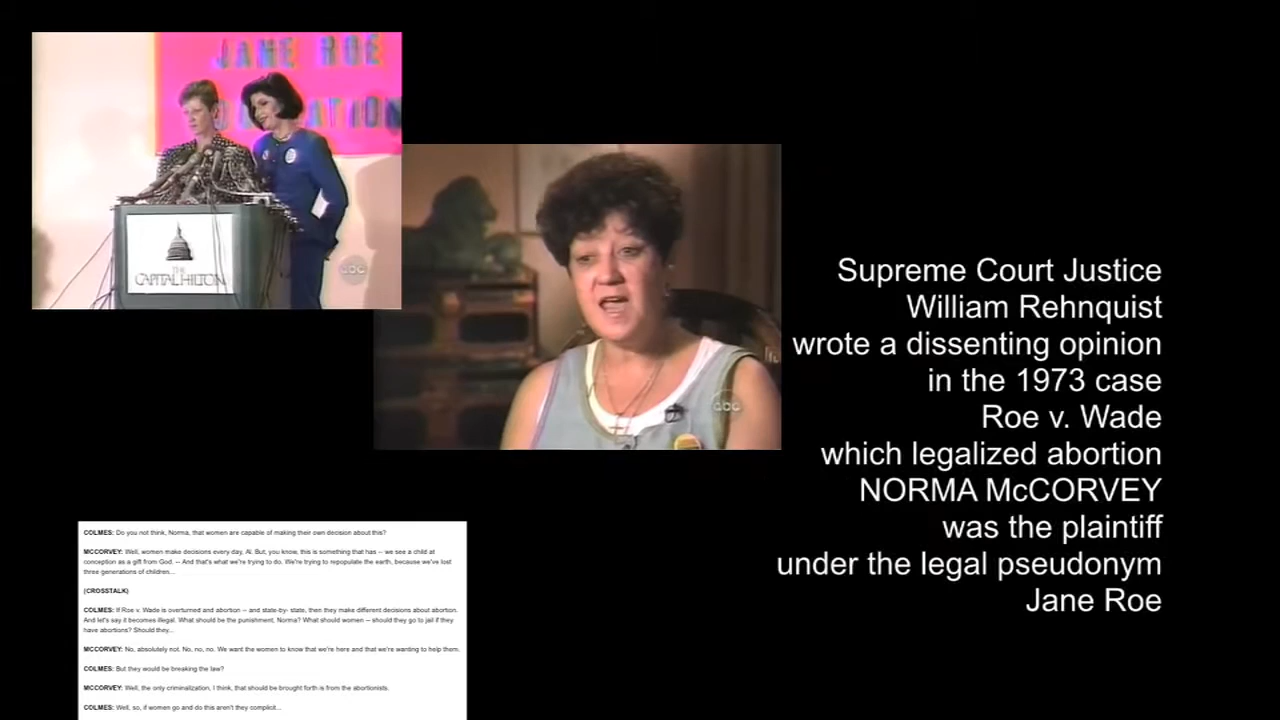 JANE ROE
THE
CAPITAL HILTON
abc
abc
Supreme Court Justice
William Rehnquist
wrote a dissenting opinion
in the 1973 case
Roe v. Wade
which legalized abortion
NORMA McCORVEY
was the plaintiff
under the legal pseudonym
Jane Roe
COLMES: Do you not think, Norma, that women are capable of making their own decision about this?
MCCORVEY: Well, women make decisions every day, Al. But, you know, this is something that has -- we see a child at
conception as a gift from God. -- And that's what we're trying to do. We're trying to repopulate the earth, because we've lost
three generations of children...
(CROSSTALK)
COLMES: If Roe v. Wade is overturned and abortion -- and state-by- state, then they make different decisions about abortion.
And let's say it becomes illegal. What should be the punishment, Norma? What should women -- should they go to jail if they
have abortions? Should they...
MCCORVEY: No, absolutely not. No, no, no. We want the women to know that we're here and that we're wanting to help them.
COLMES: But they would be breaking the law?
MCCORVEY: Well, the only criminalization, I think, that should be brought forth is from the abortionists.
COLMES: Well, so, if women go and do this aren't they complicit...